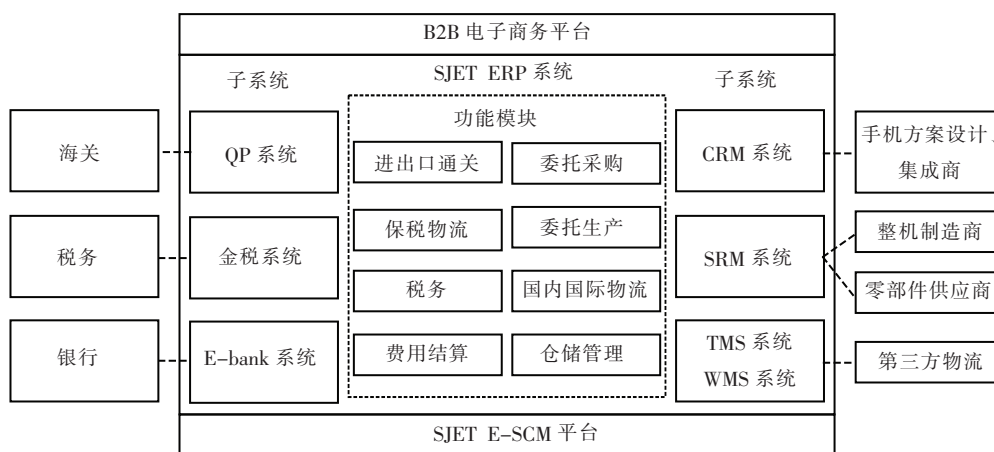 B2B 电子商务平台
子系统
SJET ERP 系统
子系统
功能模块
海关
QP 系统
进出口通关
委托采购
CRM 系统
手机方案设计、
集成商
税务
金税系统
保税物流
委托生产
SRM 系统
整机制造商
税务
国内国际物流
零部件供应商
银行
E-bank 系统
费用结算
仓储管理
TMS 系统
WMS 系统
第三方物流
SJET E-SCM 平台